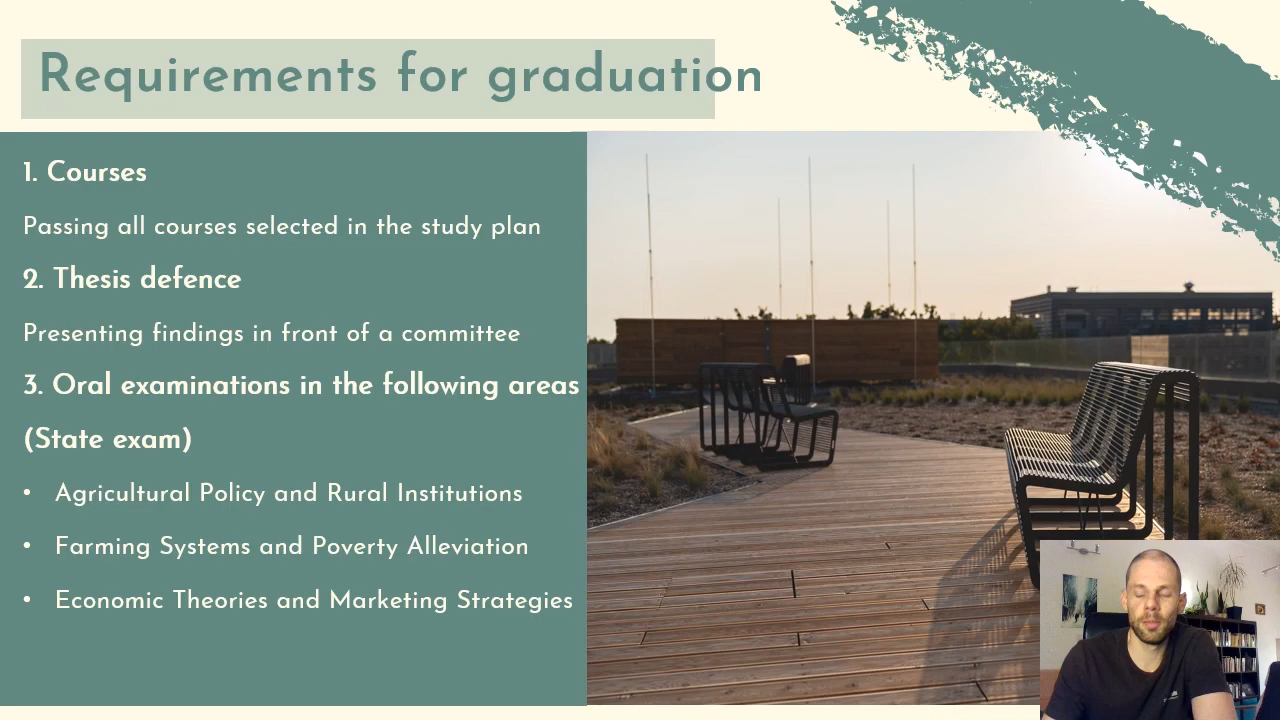 Requirements for graduation
1. Courses
Passing all courses selected in the study plan
2. Thesis defence
Presenting findings in front of a committee
3. Oral examinations in the following areas
(State exam)
• Agricultural Policy and Rural Institutions
• Farming Systems and Poverty Alleviation
• Economic Theories and Marketing Strategies